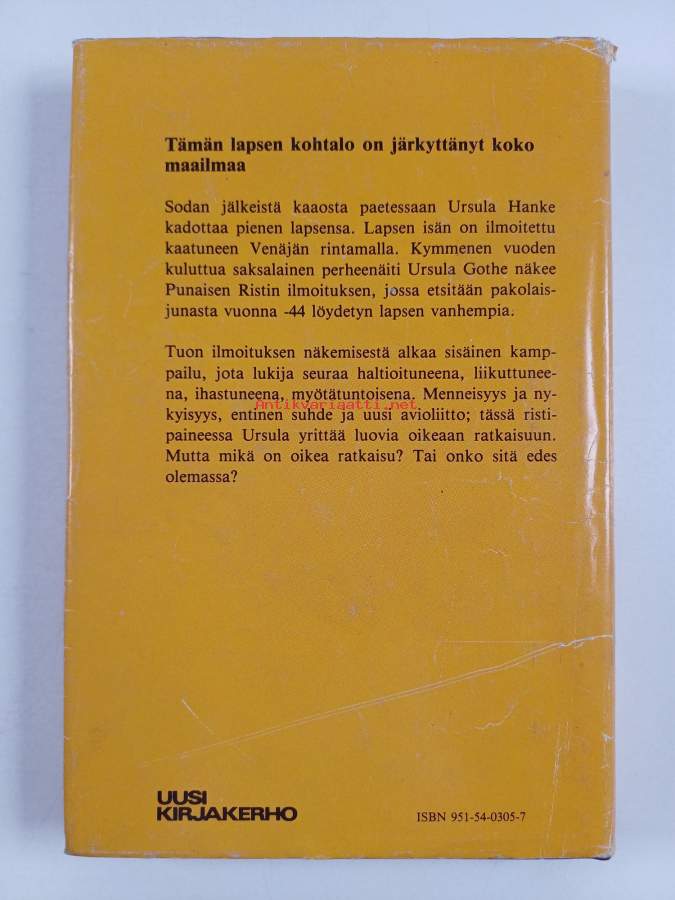 Tämän lapsen kohtalo on järkyttänyt koko
maailmaa
Sodan jälkeistä kaaosta paetessaan Ursula Hanke
kadottaa pienen lapsensa. Lapsen isän on ilmoitettu
kaatuneen Venäjän rintamalla. Kymmenen vuoden
kuluttua saksalainen perheenäiti Ursula Gothe näkee
Punaisen Ristin ilmoituksen, jossa etsitään pakolais-
junasta vuonna -44 löydetyn lapsen vanhempia.
Tuon ilmoituksen näkemisestä alkaa sisäinen kamp-
pailu, jota lukija seuraa haltioituneena, liikuttunee-
na, ihastuneena, myötätuntoisena. Menneisyys ja ny-
Antikvariaatti.net
kyisyys, entinen suhde ja uusi avioliitto; tässä risti-
paineessa Ursula yrittää luovia oikeaan ratkaisuun.
Mutta mikä on oikea ratkaisu? Tai onko sitä edes
olemassa?
UUSI
KIRJAKERHO
ISBN 951-54-0305-7